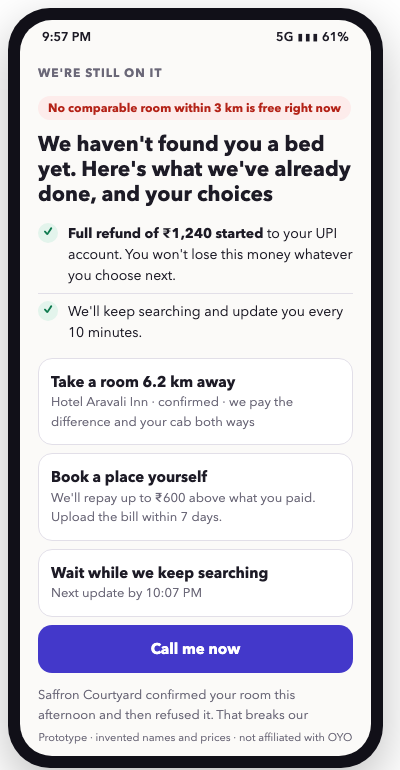 9:57 PM 5G ▮▮▮ 61%
WE'RE STILL ON IT
No comparable room within 3 km is free right now
We haven't found you a bed
yet. Here's what we've already
done, and your choices
Full refund of ₹1,240 started to your UPI
account. You won't lose this money whatever
you choose next.
We'll keep searching and update you every
10 minutes.
Take a room 6.2 km away
Hotel Aravali Inn · confirmed · we pay the
difference and your cab both ways
Book a place yourself
We'll repay up to ₹600 above what you paid.
Upload the bill within 7 days.
Wait while we keep searching
Next update by 10:07 PM
Call me now
Saffron Courtyard confirmed your room this
afternoon and then refused it. That breaks our
Prototype · invented names and prices · not affiliated with OYO